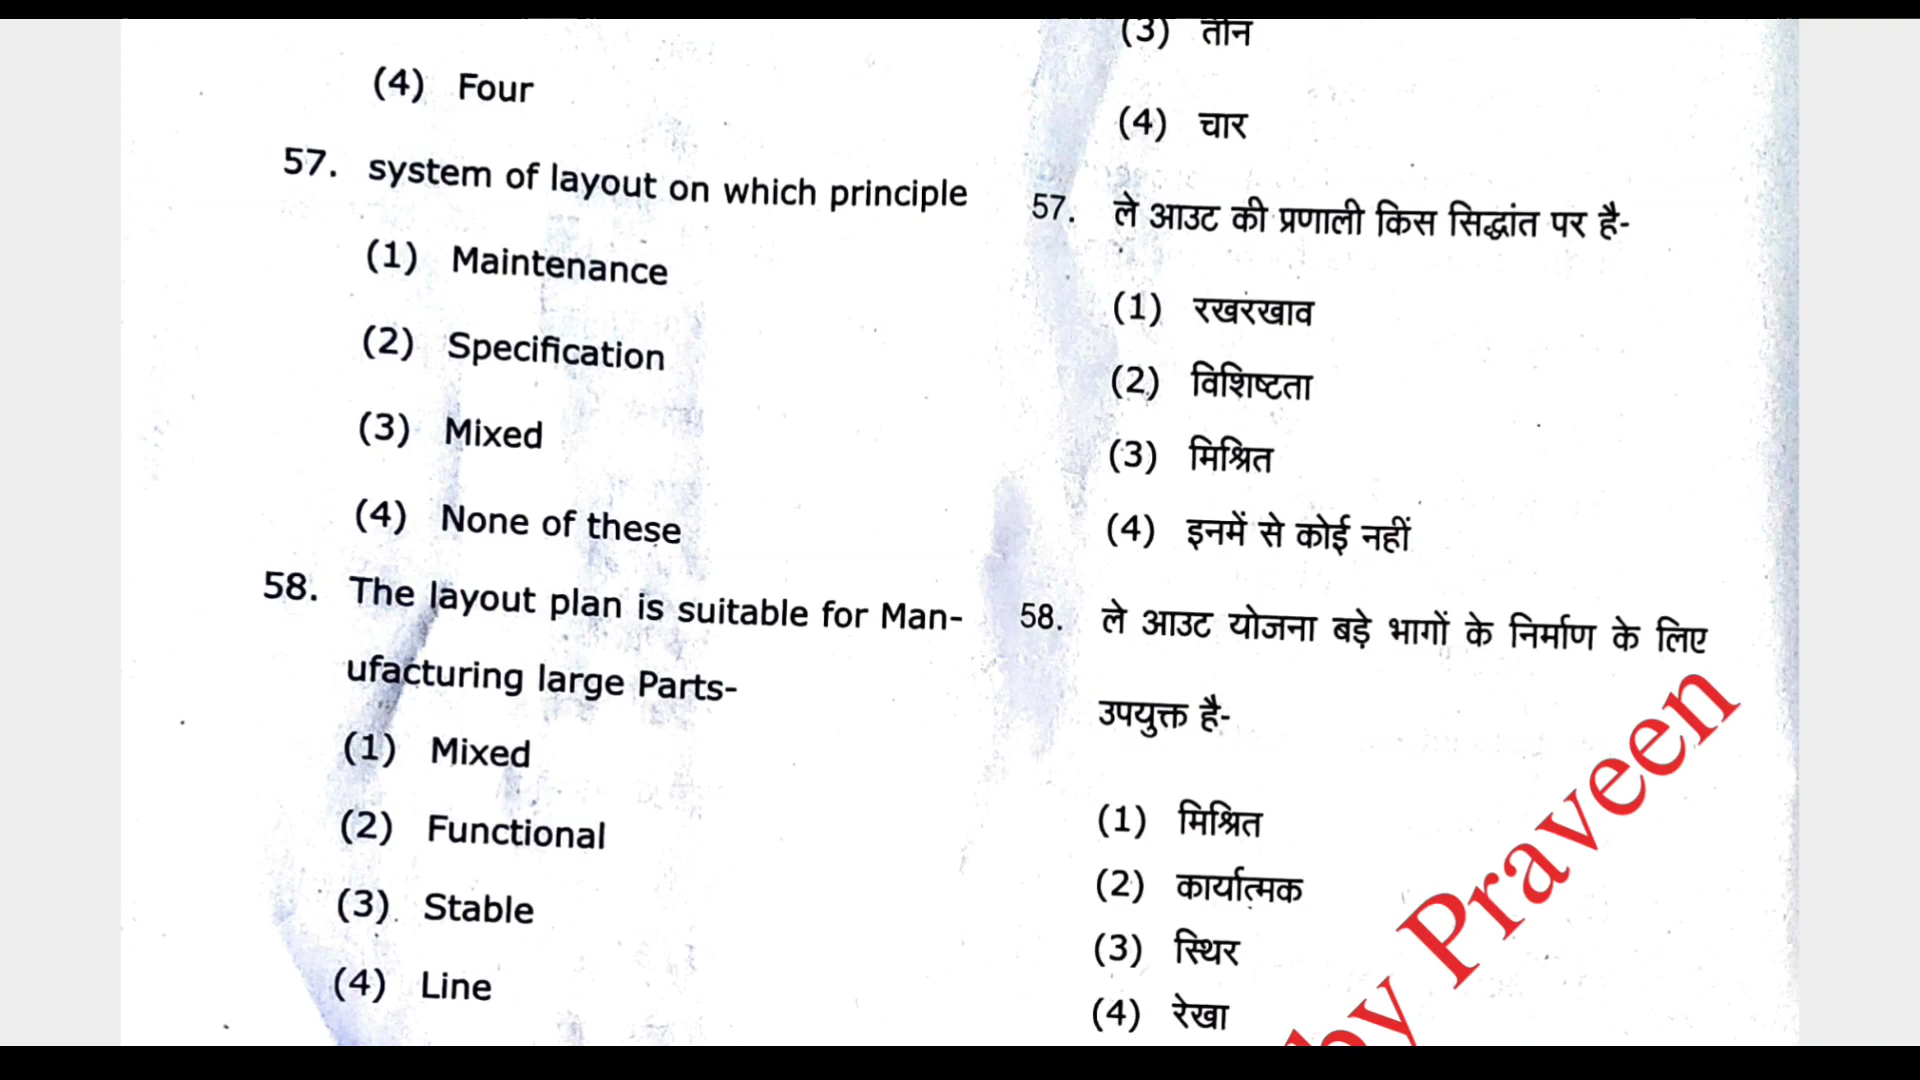 (4) Four
57. system of layout on which principle
(1) Maintenance
(2) Specification
(3) Mixed
(4) None of these
58. The layout plan is suitable for Man-
ufacturing large Parts-
(1) Mixed
(2) Functional
(3). Stable
(4) Line
(3) तीन
(4) चार
57. ले आउट की प्रणाली किस सिद्धांत पर है-
(1) रखरखाव
(2) विशिष्टता
(3) मिश्रित
(4) इनमें से कोई नहीं
58. ले आउट योजना बड़े भागों के निर्माण के लिए
उपयुक्त है-
(1) मिश्रित
(2) कार्यात्मक
(3) स्थिर
(4) रेखा
by Praveen